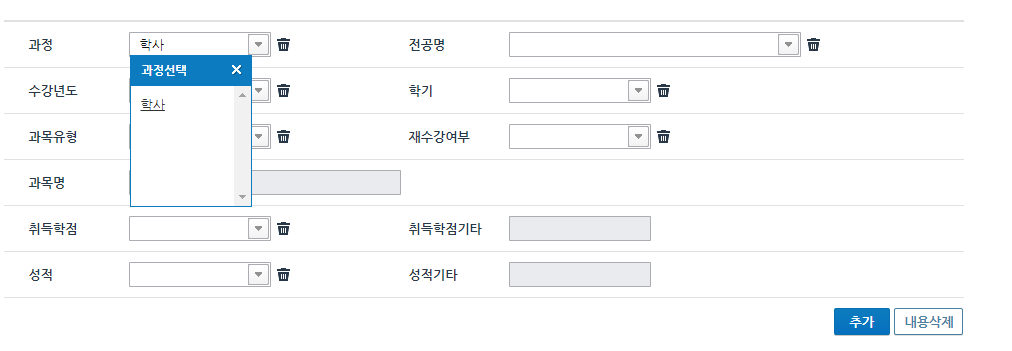 과정 학사 전공명
과정선택
수강년도 학기
학사
과목유형 재수강여부
과목명
취득학점 취득학점기타
성적 성적기타
추가 내용삭제